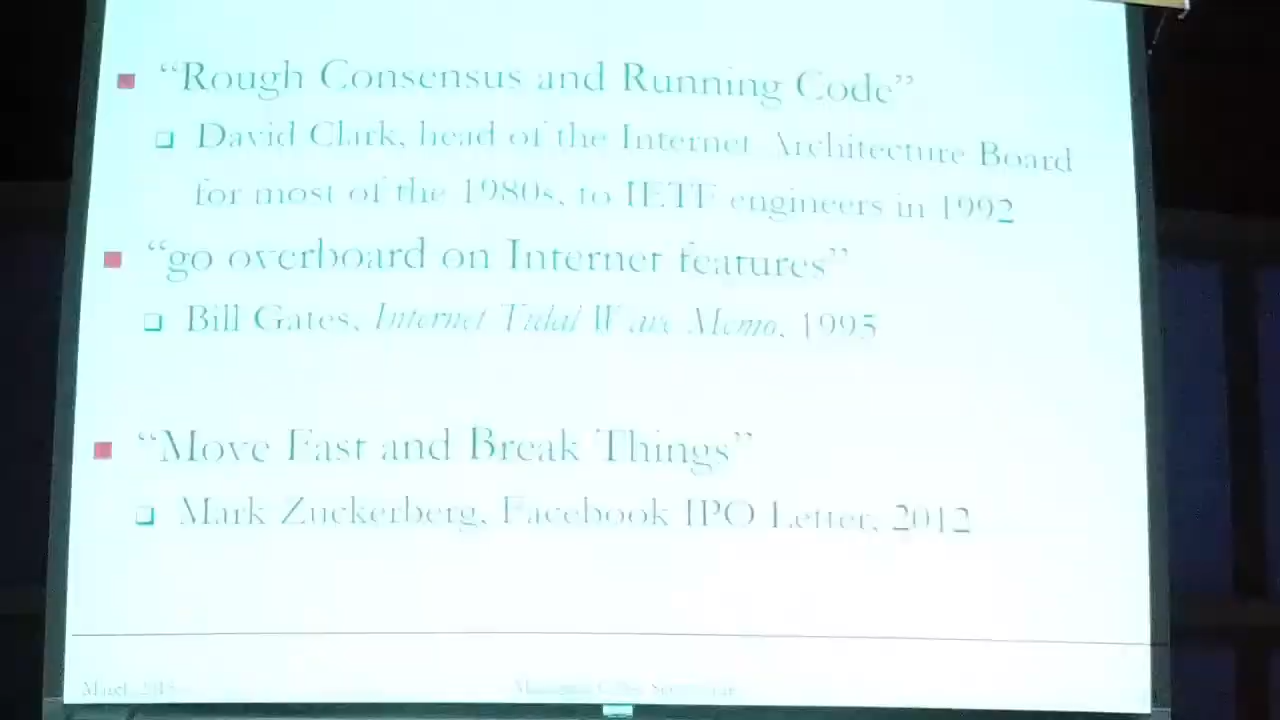 “Rough Consensus and Running Code”
David Clark, head of the Internet Architecture Board
for most of the 1980s, to IETF engineers in 1992
“go overboard on Internet features”
Bill Gates, Internet Tidal Wave Memo, 1995
“Move Fast and Break Things”
Mark Zuckerberg, Facebook IPO Letter, 2012
March